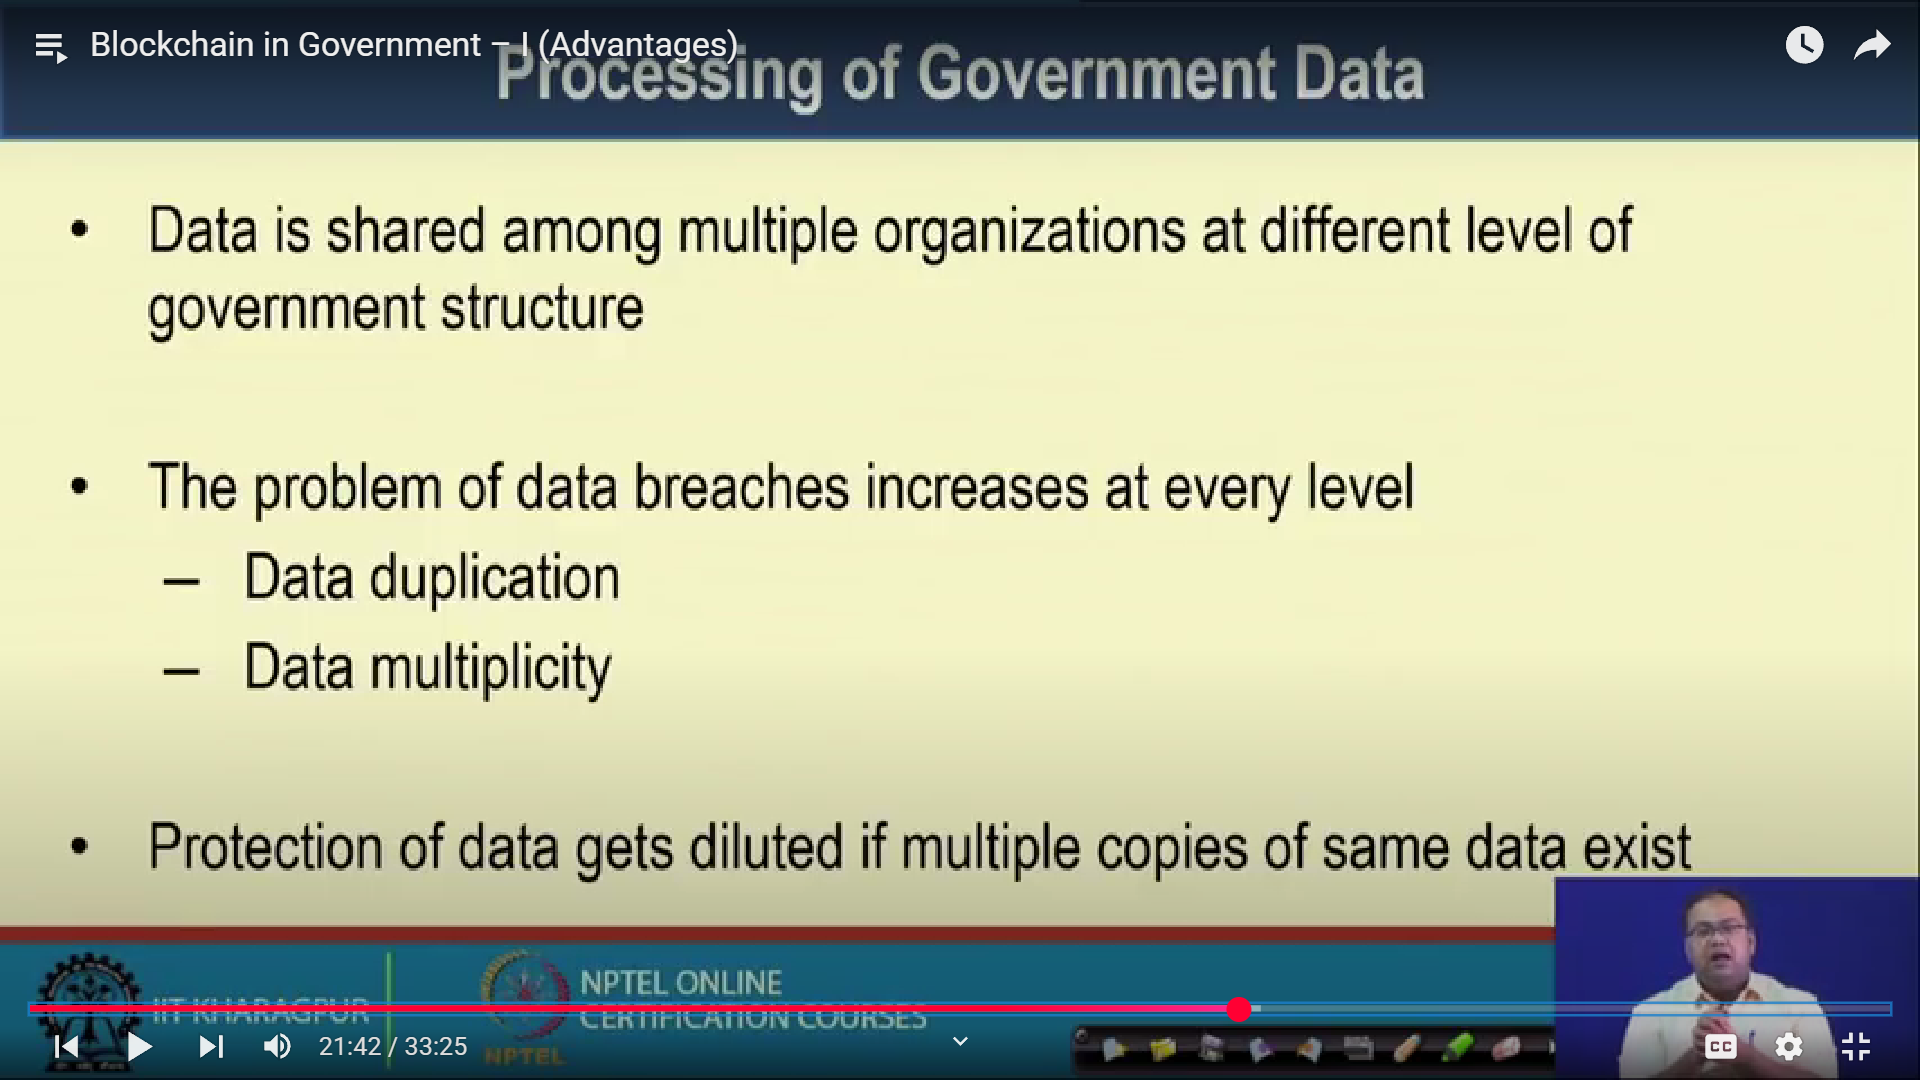 Blockchain in Government – I (Advantages)
Processing of Government Data
• Data is shared among multiple organizations at different level of
government structure
• The problem of data breaches increases at every level
– Data duplication
– Data multiplicity
• Protection of data gets diluted if multiple copies of same data exist
IIT KHARAGPUR
NPTEL ONLINE
CERTIFICATION COURSES
NPTEL
21:42 / 33:25
CC